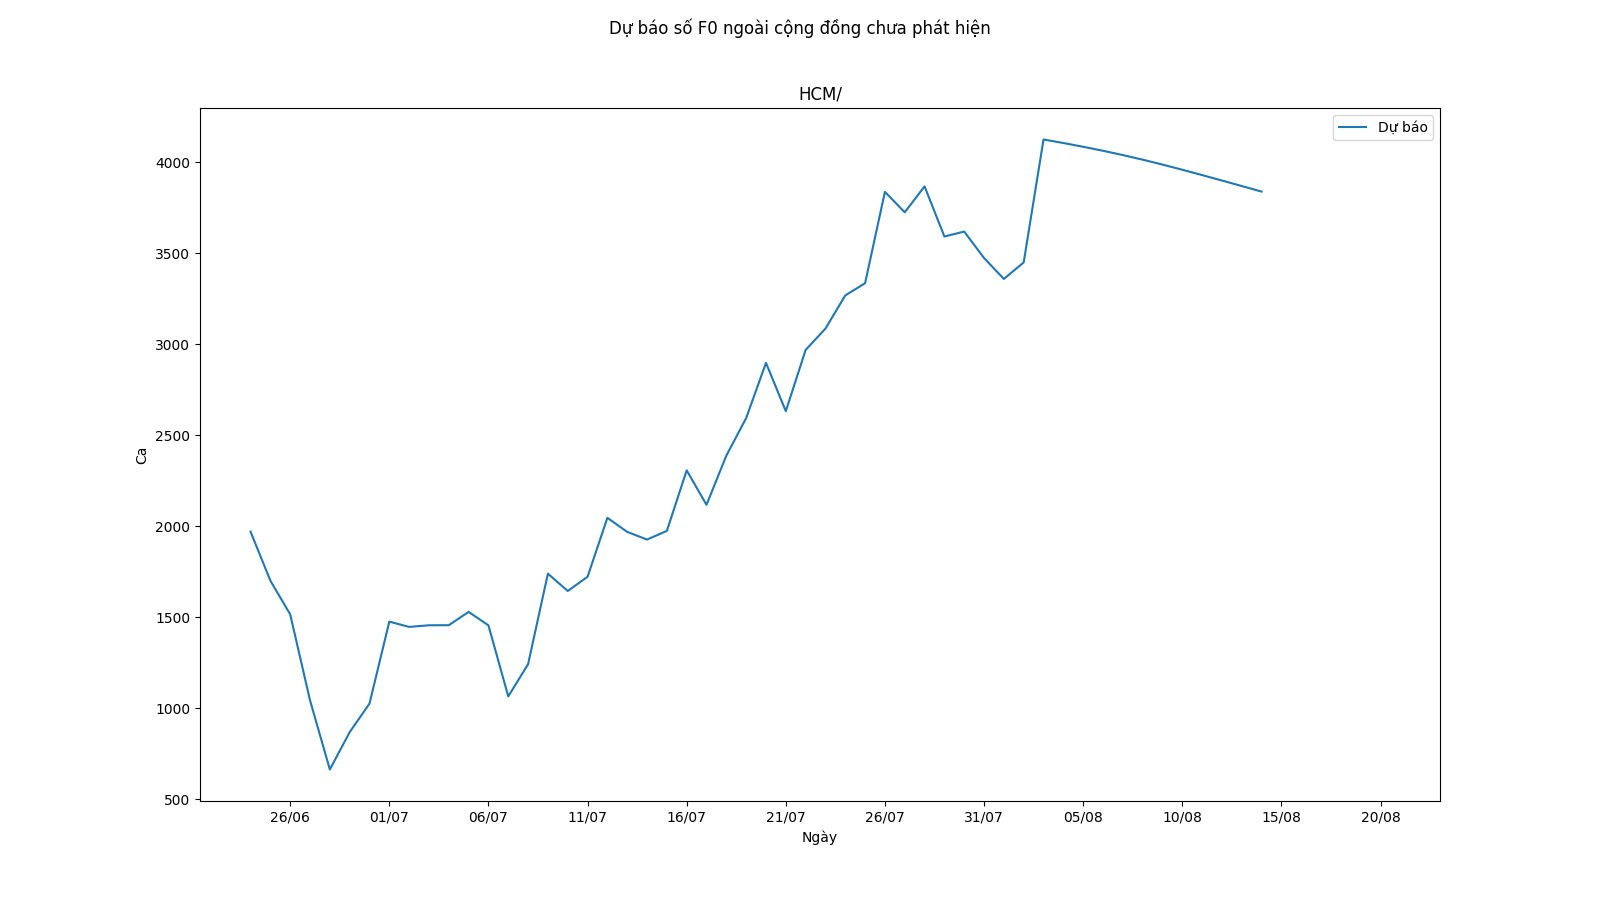 Dự báo số F0 ngoài cộng đồng chưa phát hiện
HCM/
Dự báo
4000
3500
3000
2500
2000
1500
1000
500
Ca
26/06 01/07 06/07 11/07 16/07 21/07 26/07 31/07 05/08 10/08 15/08 20/08
Ngày